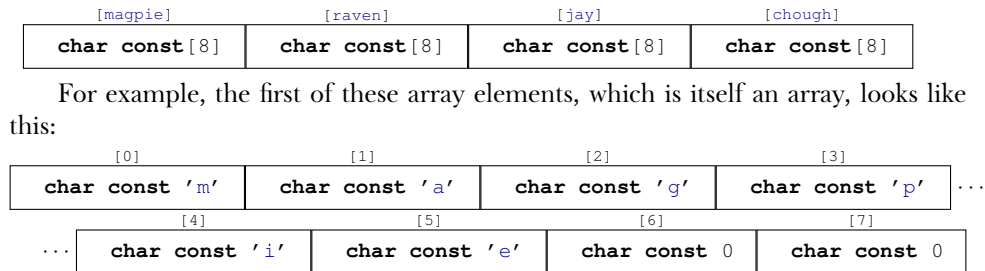 [magpie] [raven] [jay] [chough]
char const[8] char const[8] char const[8] char const[8]
For example, the first of these array elements, which is itself an array, looks like
this:
[0] [1] [2] [3]
char const 'm' char const 'a' char const 'g' char const 'p' ···
[4] [5] [6] [7]
··· char const 'i' char const 'e' char const 0 char const 0